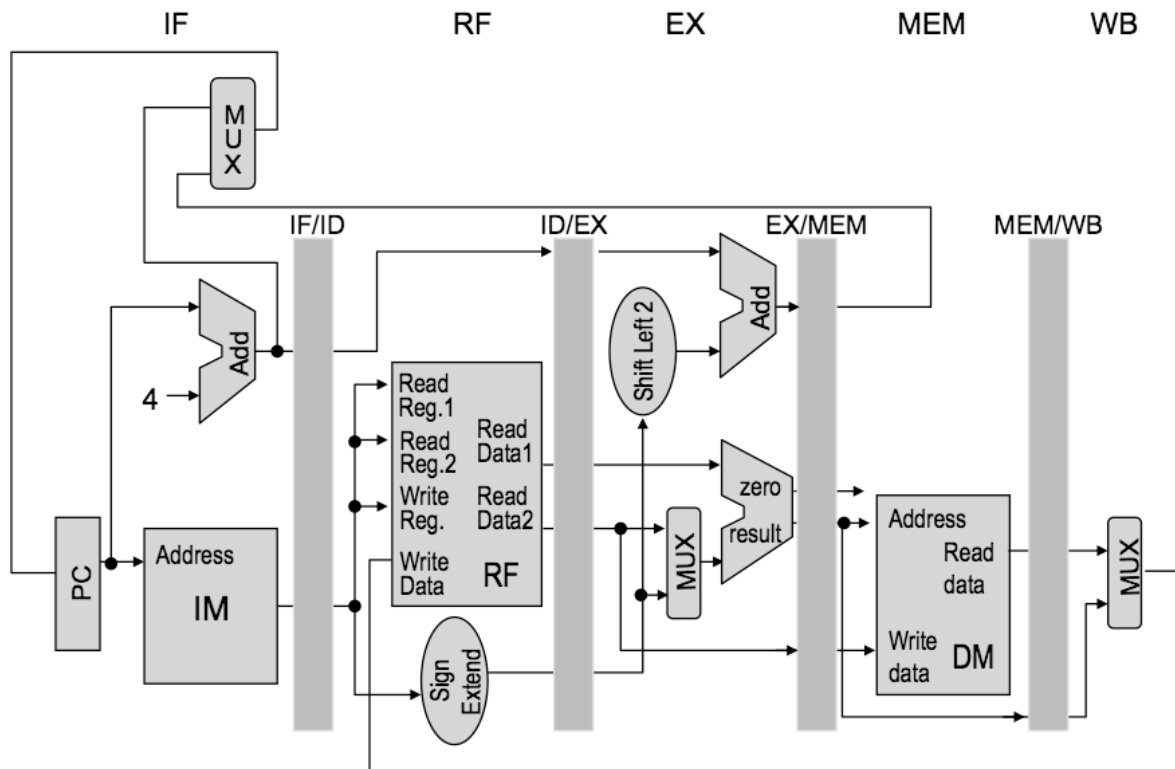 IF
RF
EX
MEM
WB
MUX
IF/ID
ID/EX
EX/MEM
MEM/WB
Add
4
Shift Left 2
Add
Read
Reg.1
Read
Reg.2
Write
Reg.
Write
Data
Read
Data1
Read
Data2
RF
zero
result
MUX
PC
Address
IM
Sign
Extend
Address
Read
data
Write
data
DM
MUX